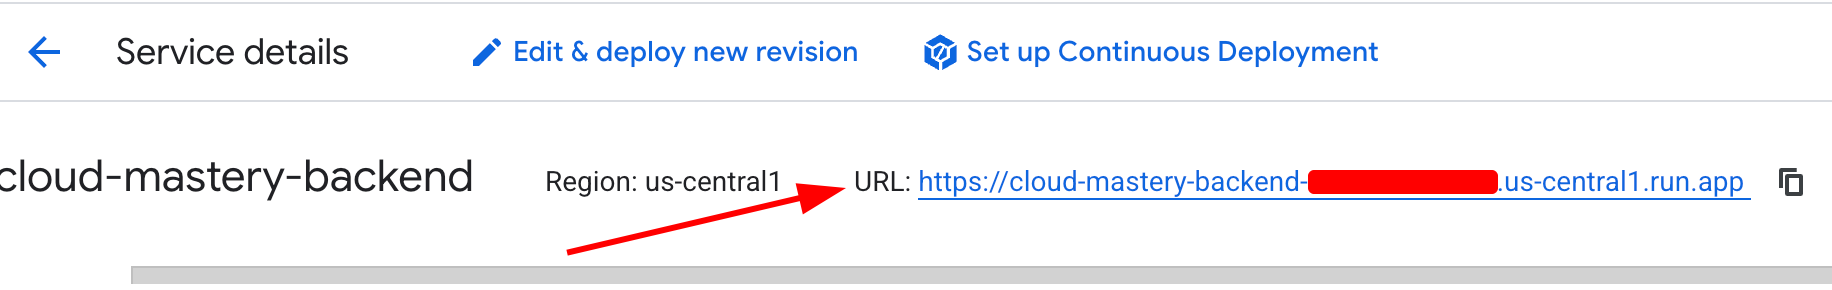 Service details Edit & deploy new revision Set up Continuous Deployment
cloud-mastery-backend Region: us-central1 URL: https://cloud-mastery-backend-.us-central1.run.app